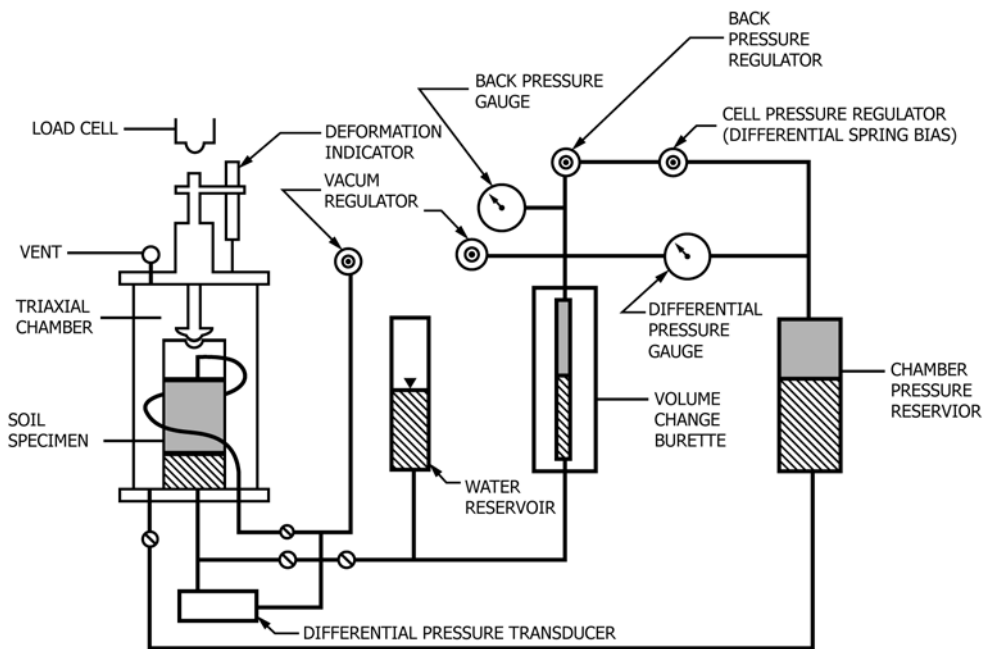 BACK
PRESSURE
REGULATOR
BACK PRESSURE
GAUGE
CELL PRESSURE REGULATOR
(DIFFERENTIAL SPRING BIAS)
LOAD CELL
DEFORMATION
INDICATOR
VACUM
REGULATOR
VENT
TRIAXIAL
CHAMBER
DIFFERENTIAL
PRESSURE
GAUGE
CHAMBER
PRESSURE
RESERVIOR
SOIL
SPECIMEN
VOLUME
CHANGE
BURETTE
WATER
RESERVOIR
DIFFERENTIAL PRESSURE TRANSDUCER